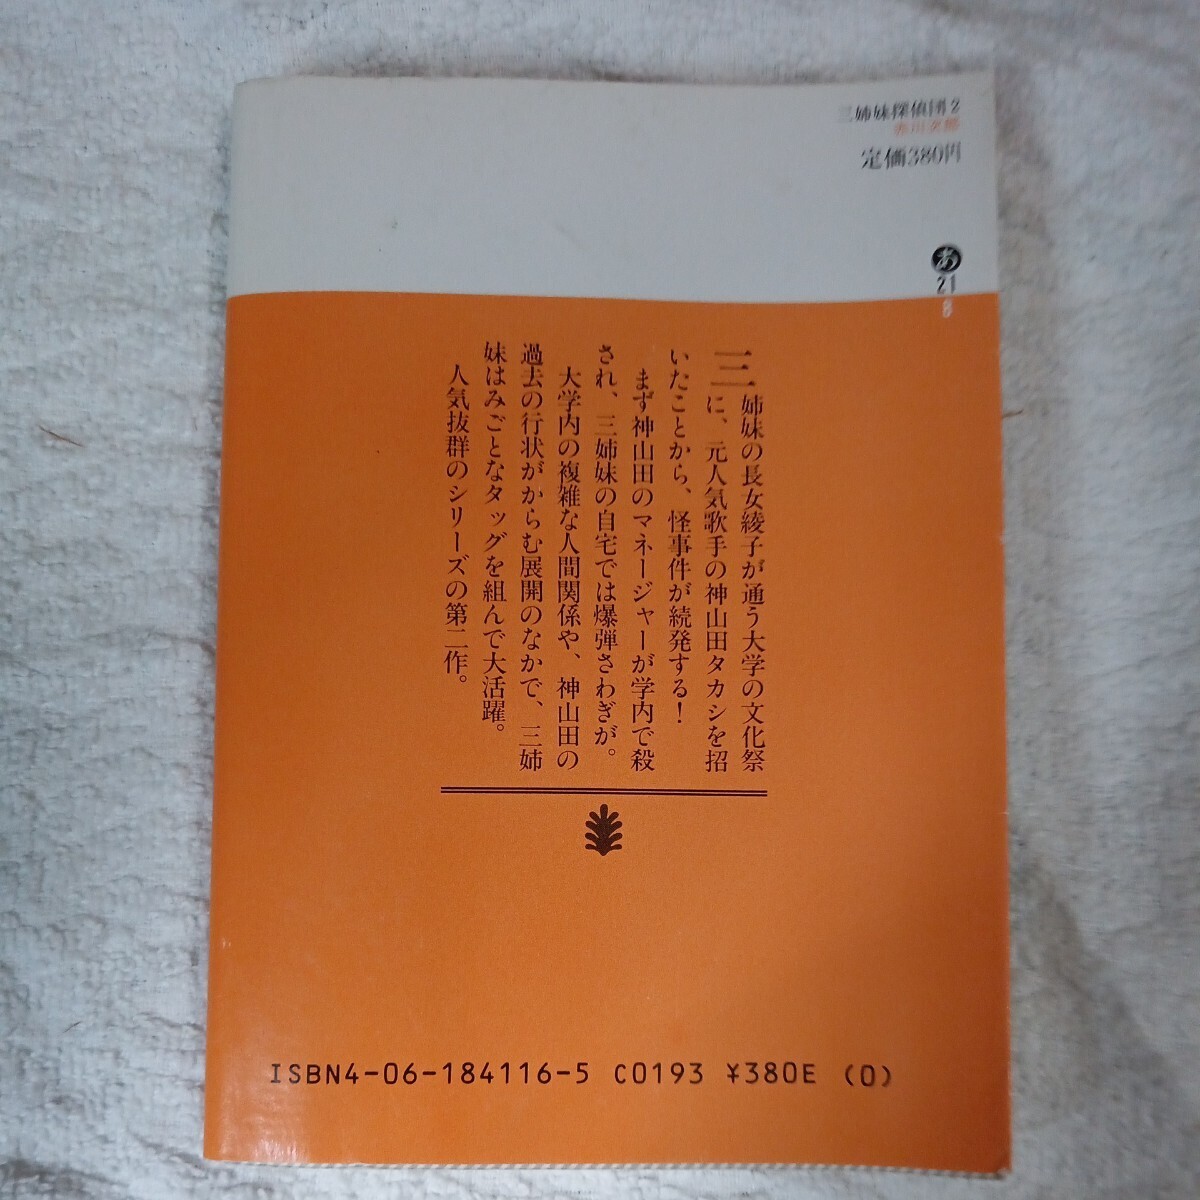 三姉妹探偵団2
赤川次郎
定価380円
あ
21
8
三姉妹の長女綾子が通う大学の文化祭
に、元人気歌手の神山田タカシを招
いたことから、怪事件が続発する！
まず神山田のマネージャーが学内で殺
され、三姉妹の自宅では爆弾さわぎが。
大学内の複雑な人間関係や、神山田の
過去の行状がからむ展開のなかで、三姉
妹はみごとなタッグを組んで大活躍。
人気抜群のシリーズの第二作。
ISBN4-06-184116-5 C0193 ¥380E (0)